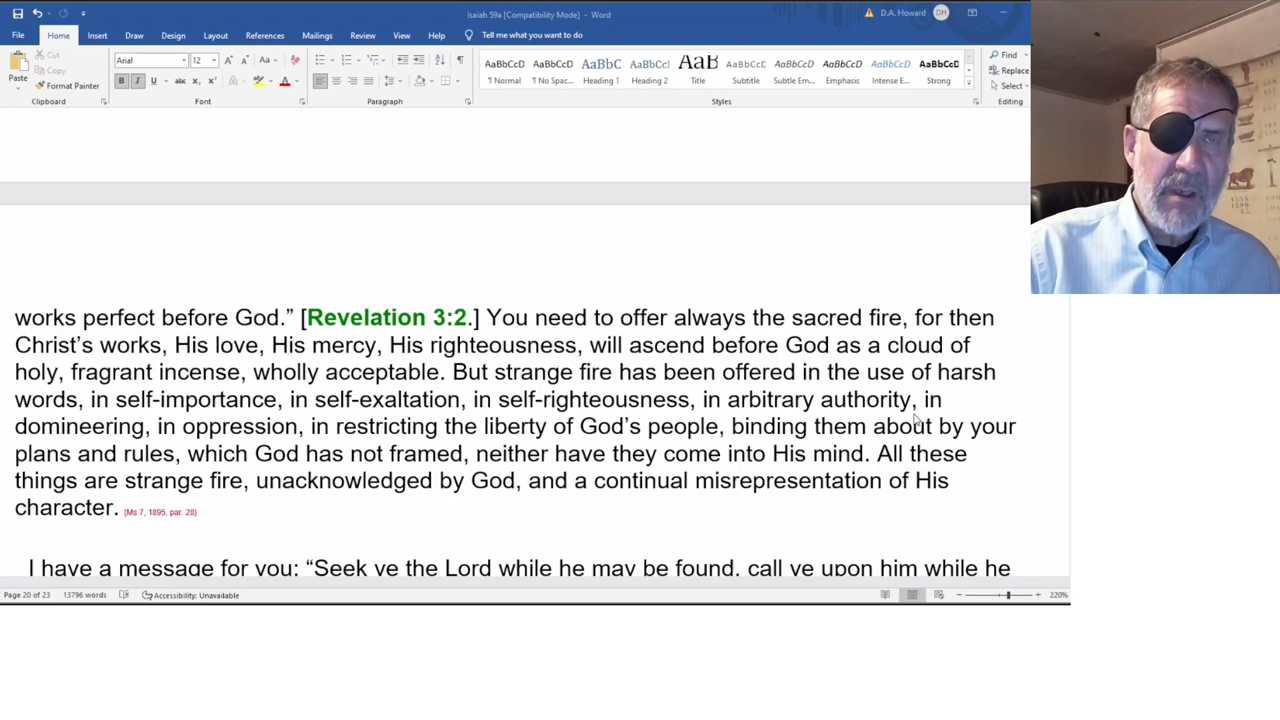 Isaiah 59a [Compatibility Mode] - Word
D.A. Howard
DH
File Home Insert Draw Design Layout References Mailings Review View Help Tell me what you want to do
Paste
Cut
Copy
Format Painter
Clipboard
Arial 12
Font
Paragraph
AaBbCcD AaBbCcD AaBbC AaBbCcI AaB AaBbCcD AaBbCcD AaBbCcD AaBbCcD AaBbCcD
¶ Normal ¶ No Spac... Heading 1 Heading 2 Title Subtitle Subtle Em... Emphasis Intense E... Strong
Styles
Find
Replace
Select
Editing
works perfect before God.” [Revelation 3:2.] You need to offer always the sacred fire, for then
Christ’s works, His love, His mercy, His righteousness, will ascend before God as a cloud of
holy, fragrant incense, wholly acceptable. But strange fire has been offered in the use of harsh
words, in self-importance, in self-exaltation, in self-righteousness, in arbitrary authority, in
domineering, in oppression, in restricting the liberty of God’s people, binding them about by your
plans and rules, which God has not framed, neither have they come into His mind. All these
things are strange fire, unacknowledged by God, and a continual misrepresentation of His
character. {Ms 7, 1895, par. 28}
I have a message for you: “Seek ye the Lord while he may be found, call ye upon him while he
Page 20 of 23 13796 words Accessibility: Unavailable 220%